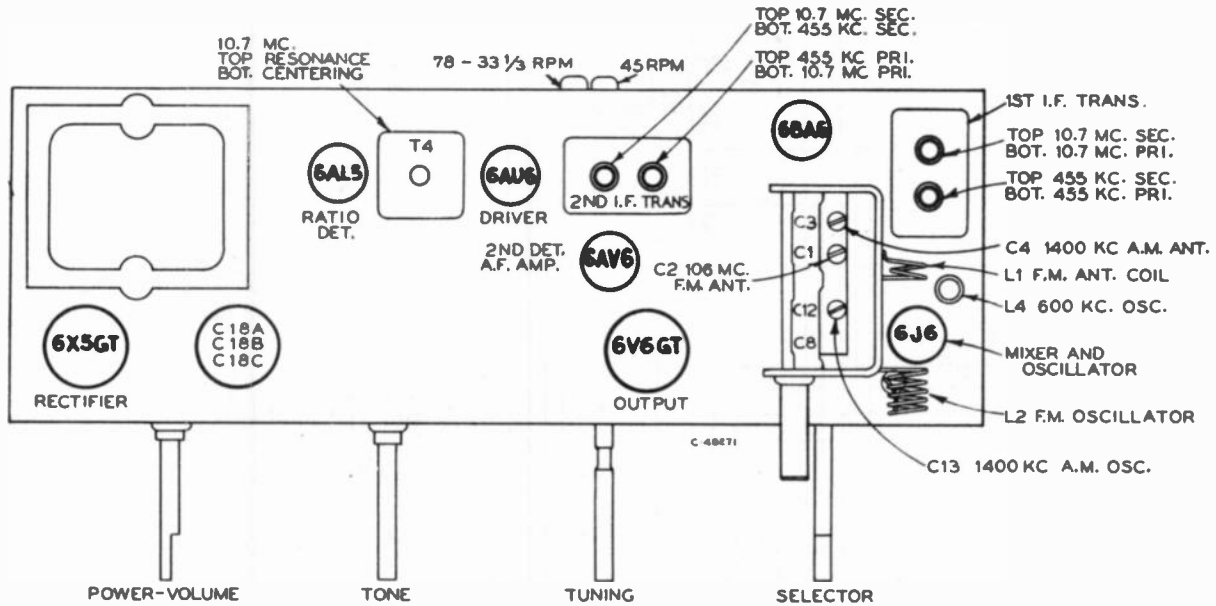 TOP 10.7 MC. SEC.
BOT. 455 KC. SEC.
10.7 MC.
TOP RESONANCE
BOT. CENTERING
78 - 33 1/3 RPM
45 RPM
TOP 455 KC PRI.
BOT. 10.7 MC PRI.
1ST I.F. TRANS.
6BA6
TOP 10.7 MC. SEC.
BOT. 10.7 MC. PRI.
T4
6AL5
6AU6
TOP 455 KC. SEC.
BOT. 455 KC. PRI.
2ND I.F. TRANS
RATIO
DET.
DRIVER
C3
C4 1400 KC A.M. ANT.
2ND DET.
A.F. AMP.
6AV6
C1
C2 106 MC.
F.M. ANT.
L1 F.M. ANT. COIL
L4 600 KC. OSC.
6X5GT
C18A
C18B
C18C
6V6GT
C12
C8
6J6
MIXER AND
OSCILLATOR
RECTIFIER
OUTPUT
L2 F.M. OSCILLATOR
C-48271
C13 1400 KC A.M. OSC.
POWER-VOLUME
TONE
TUNING
SELECTOR